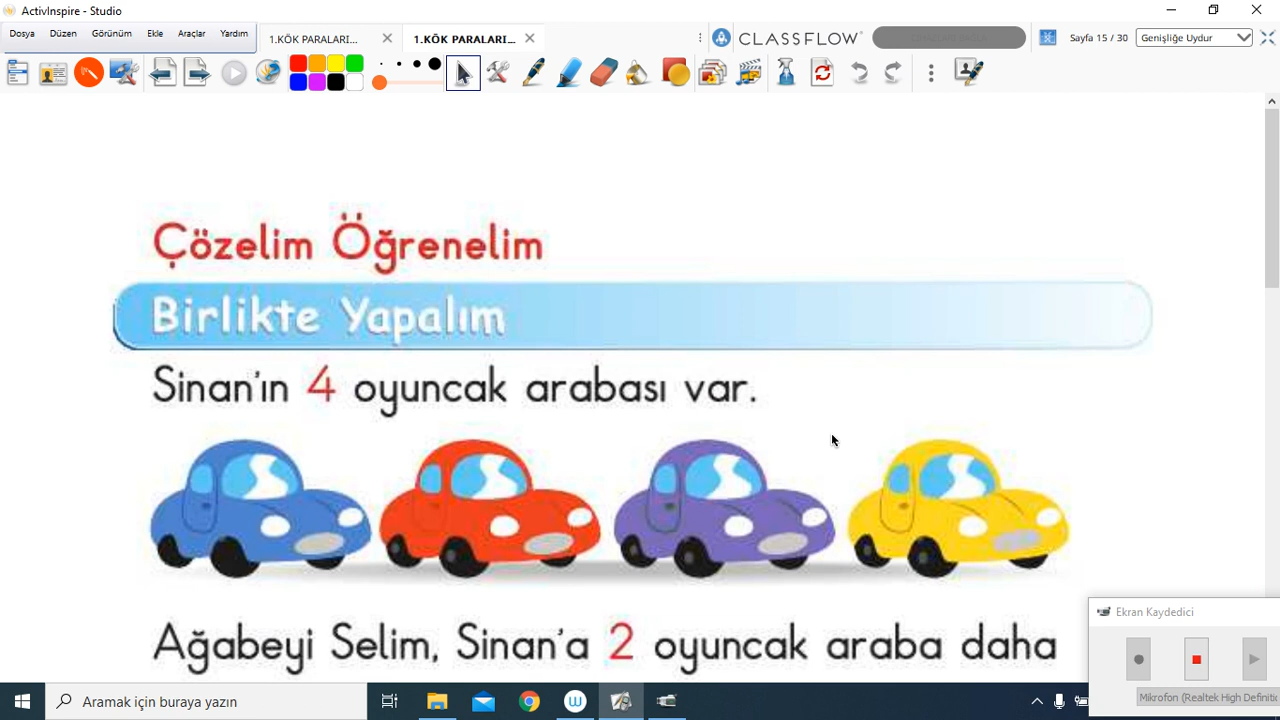 ActivInspire - Studio
Dosya Düzen Görünüm Ekle Araçlar Yardım
1.KÖK PARALARI...
1.KÖK PARALARI...
CLASSFLOW
Sayfa 15 / 30
Genişliğe Uydur
Çözelim Öğrenelim
Birlikte Yapalım
Sinan'ın 4 oyuncak arabası var.
Ağabeyi Selim, Sinan'a 2 oyuncak araba daha
Ekran Kaydedici
Mikrofon (Realtek High Definitio
Aramak için buraya yazın